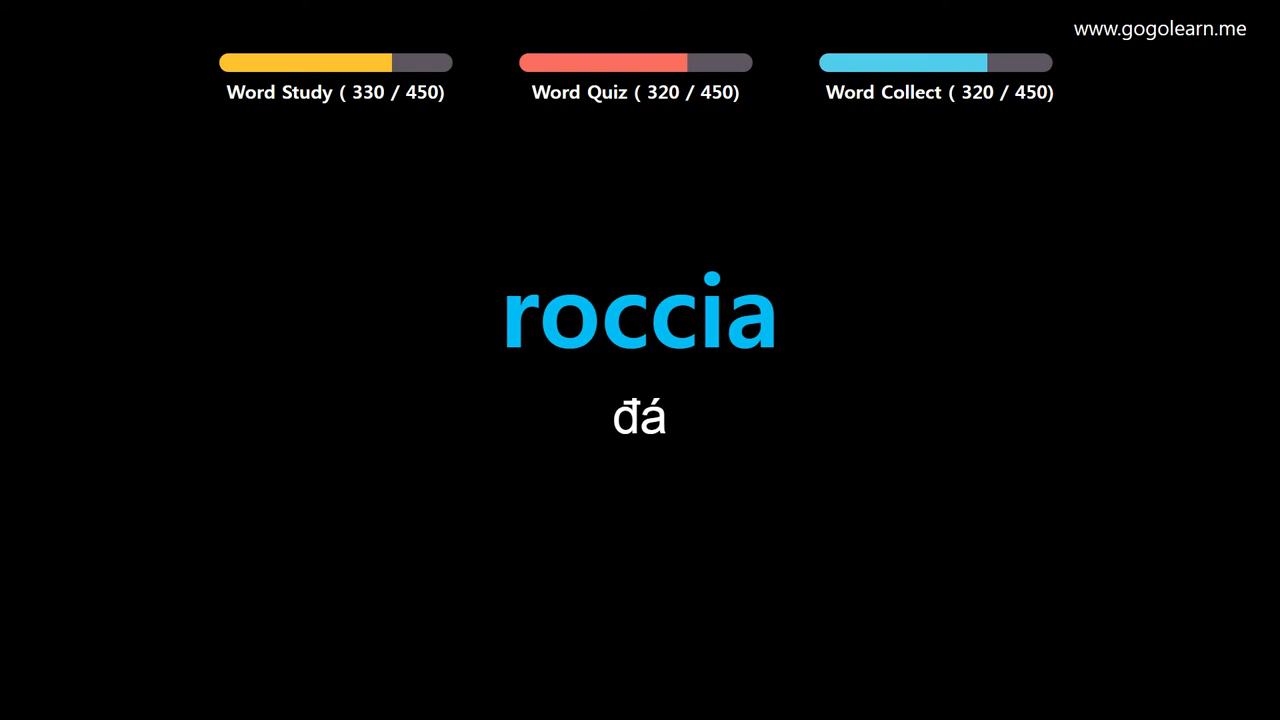 www.gogolearn.me
Word Study ( 330 / 450)
Word Quiz ( 320 / 450)
Word Collect ( 320 / 450)
roccia
đá